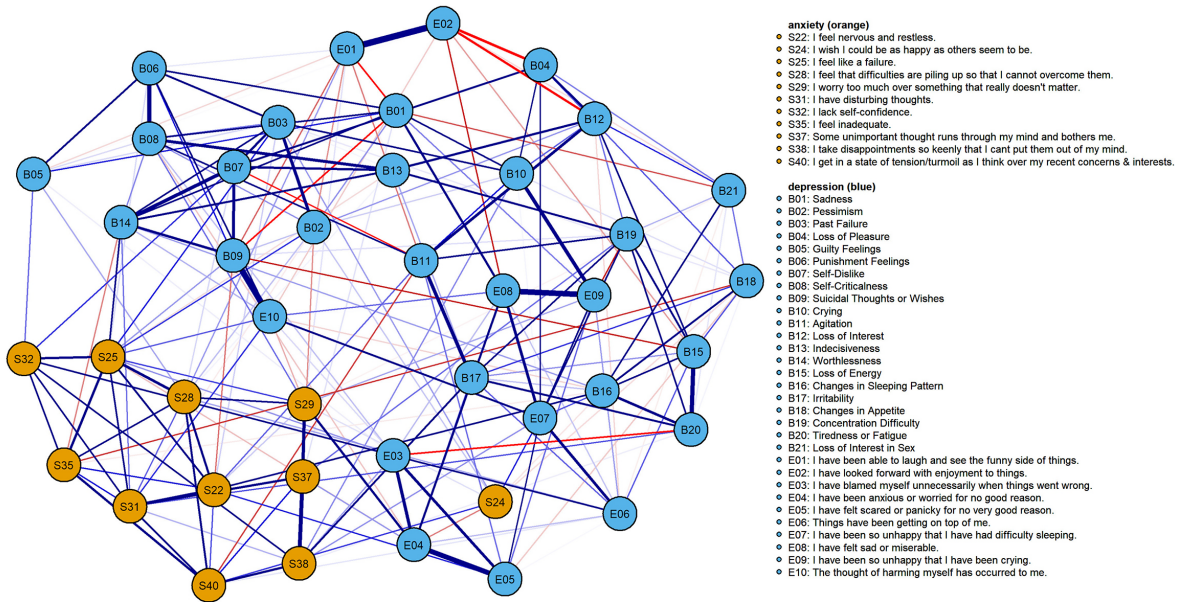 E02
E01
B04
B06
B03
B01
B12
B08
B07
B13
B10
B05
B21
B14
B02
B19
B09
B11
B18
E08
E09
E10
S32
S25
B15
B17
B16
S28
S29
E07
B20
S35
E03
S37
S22
S31
S24
E06
E04
S38
E05
S40
anxiety (orange)
S22: I feel nervous and restless.
S24: I wish I could be as happy as others seem to be.
S25: I feel like a failure.
S28: I feel that difficulties are piling up so that I cannot overcome them.
S29: I worry too much over something that really doesn't matter.
S31: I have disturbing thoughts.
S32: I lack self-confidence.
S35: I feel inadequate.
S37: Some unimportant thought runs through my mind and bothers me.
S38: I take disappointments so keenly that I cant put them out of my mind.
S40: I get in a state of tension/turmoil as I think over my recent concerns & interests.
depression (blue)
B01: Sadness
B02: Pessimism
B03: Past Failure
B04: Loss of Pleasure
B05: Guilty Feelings
B06: Punishment Feelings
B07: Self-Dislike
B08: Self-Criticalness
B09: Suicidal Thoughts or Wishes
B10: Crying
B11: Agitation
B12: Loss of Interest
B13: Indecisiveness
B14: Worthlessness
B15: Loss of Energy
B16: Changes in Sleeping Pattern
B17: Irritability
B18: Changes in Appetite
B19: Concentration Difficulty
B20: Tiredness or Fatigue
B21: Loss of Interest in Sex
E01: I have been able to laugh and see the funny side of things.
E02: I have looked forward with enjoyment to things.
E03: I have blamed myself unnecessarily when things went wrong.
E04: I have been anxious or worried for no good reason.
E05: I have felt scared or panicky for no very good reason.
E06: Things have been getting on top of me.
E07: I have been so unhappy that I have had difficulty sleeping.
E08: I have felt sad or miserable.
E09: I have been so unhappy that I have been crying.
E10: The thought of harming myself has occurred to me.